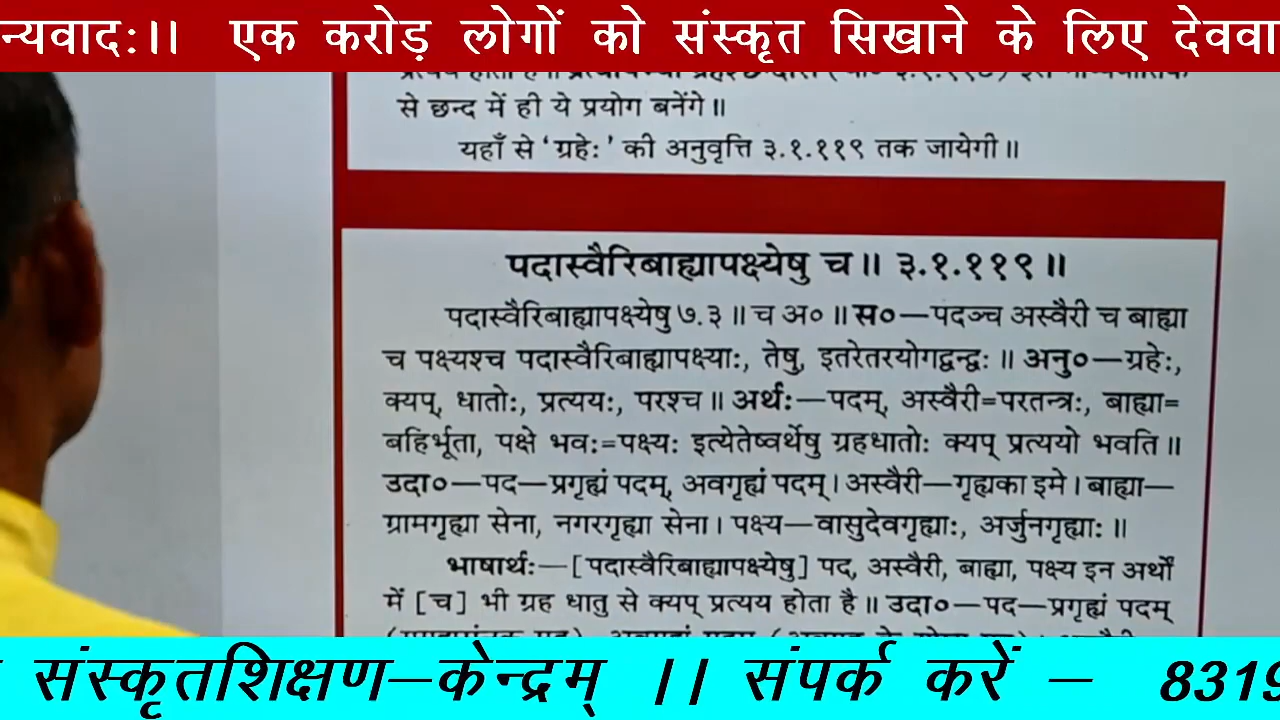 न्यवादः।। एक करोड़ लोगों को संस्कृत सिखाने के लिए देववा
से छन्द में ही ये प्रयोग बनेंगे॥
यहाँ से ‘ग्रहेः’ की अनुवृत्ति ३.१.११९ तक जायेगी॥
पदास्वैरिबाह्यापक्ष्येषु च॥ ३.१.११९॥
पदास्वैरिबाह्यापक्ष्येषु ७.३॥ च अ०॥ स०—पदञ्च अस्वैरी च बाह्या
च पक्ष्यश्च पदास्वैरिबाह्यापक्ष्याः, तेषु, इतरेतरयोगद्वन्द्वः॥ अनु०—ग्रहेः,
क्यप्, धातोः, प्रत्ययः, परश्च॥ अर्थः—पदम्, अस्वैरी=परतन्त्रः, बाह्या=
बहिर्भूता, पक्षे भवः=पक्ष्यः इत्येतेष्वर्थेषु ग्रहधातोः क्यप् प्रत्ययो भवति॥
उदा०—पद—प्रगृह्यं पदम्, अवगृह्यं पदम्। अस्वैरी—गृह्यका इमे। बाह्या—
ग्रामगृह्या सेना, नगरगृह्या सेना। पक्ष्य—वासुदेवगृह्याः, अर्जुनगृह्याः॥
भाषार्थः—[पदास्वैरिबाह्यापक्ष्येषु] पद, अस्वैरी, बाह्या, पक्ष्य इन अर्थों
में [च] भी ग्रह धातु से क्यप् प्रत्यय होता है॥ उदा०—पद—प्रगृह्यं पदम्
संस्कृतशिक्षण–केन्द्रम् ।। संपर्क करें – 8319